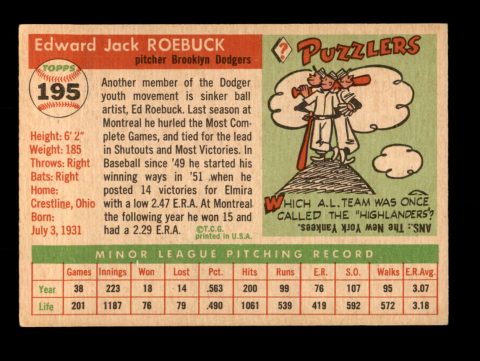 Edward Jack ROEBUCK
pitcher Brooklyn Dodgers
TOPPS
195
Height: 6' 2"
Weight: 185
Throws: Right
Bats: Right
Home:
Crestline, Ohio
Born:
July 3, 1931
Another member of the Dodger
youth movement is sinker ball
artist, Ed Roebuck. Last season at
Montreal he hurled the Most Com-
plete Games, and tied for the lead
in Shutouts and Most Victories. In
Baseball since '49 he started his
winning ways in '51 when he
posted 14 victories for Elmira
with a low 2.47 E.R.A. At Montreal
the following year he won 15 and
had a 2.29 E.R.A.
©T.C.G.
printed in U.S.A.
? PUZZLERS
WHICH A.L. TEAM WAS ONCE
CALLED THE "HIGHLANDERS"?
ANS.: The New York
Yankees.
MINOR LEAGUE PITCHING RECORD
Games Innings Won Lost Pctg. Hits Runs E.R. S.O. Walks E.R.Avg.
Year 38 223 18 14 .563 200 99 76 107 95 3.07
Life 201 1187 76 79 .490 1061 539 419 592 572 3.18